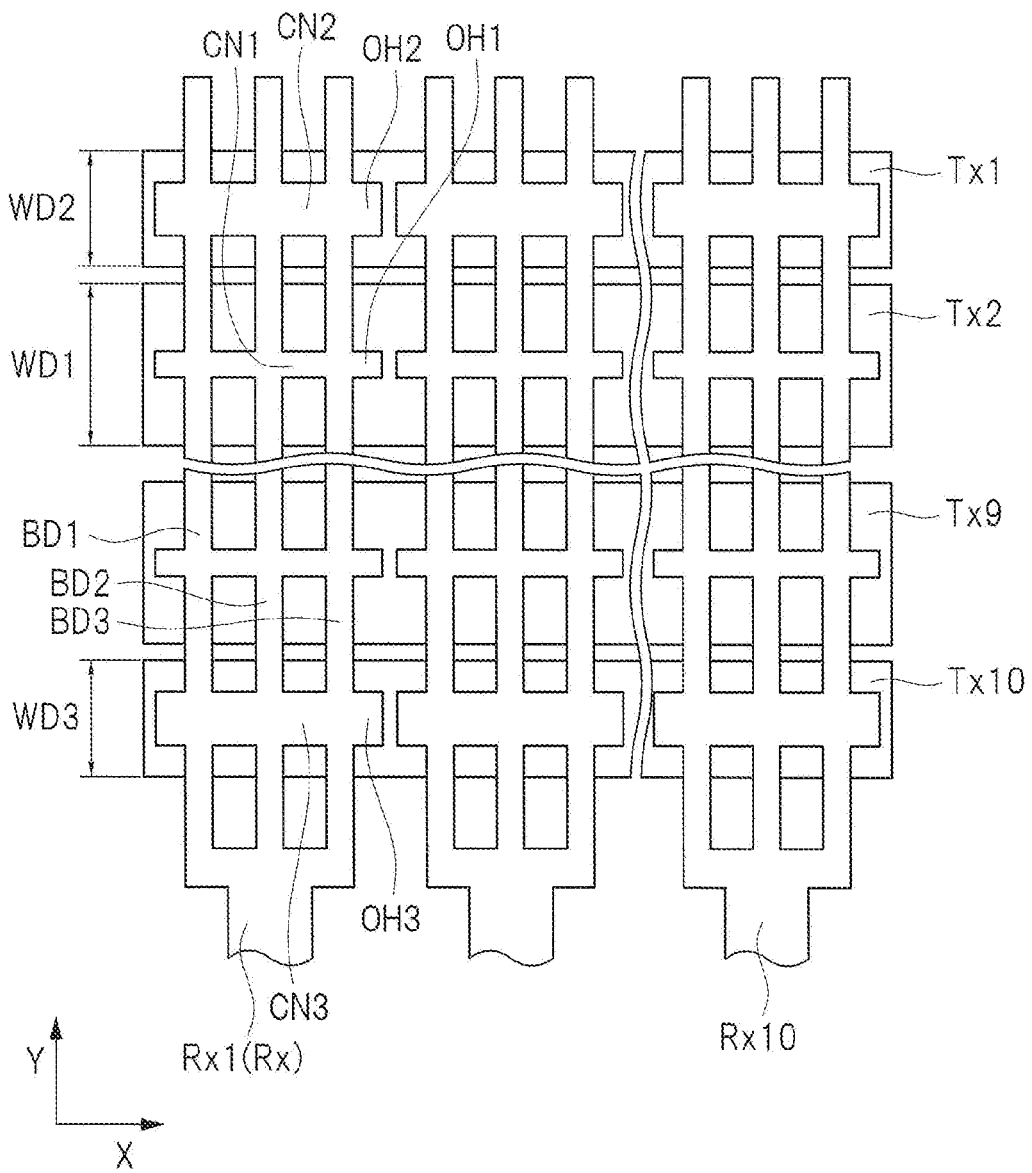 CN1
CN2
OH2
OH1
WD2
Tx1
WD1
Tx2
BD1
Tx9
BD2
BD3
WD3
Tx10
OH3
CN3
Rx1(Rx)
Rx10
Y
X